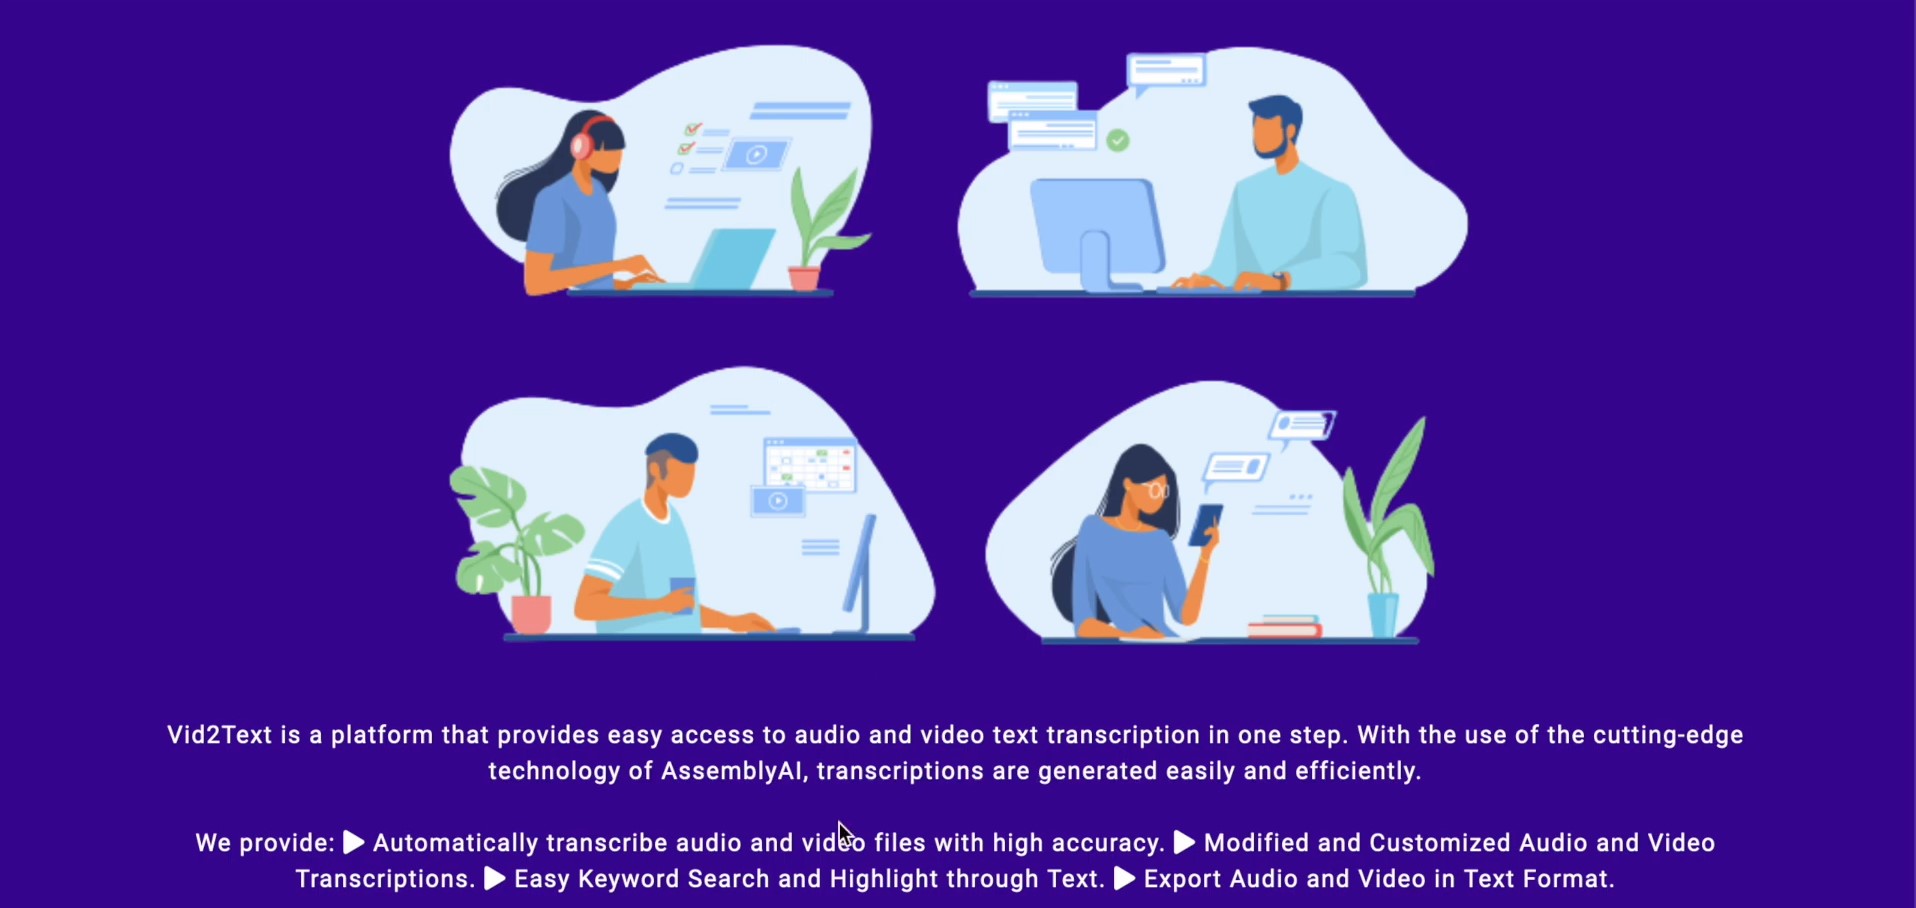 Vid2Text is a platform that provides easy access to audio and video text transcription in one step. With the use of the cutting-edge
technology of AssemblyAI, transcriptions are generated easily and efficiently.
We provide: ▶ Automatically transcribe audio and video files with high accuracy. ▶ Modified and Customized Audio and Video
Transcriptions. ▶ Easy Keyword Search and Highlight through Text. ▶ Export Audio and Video in Text Format.